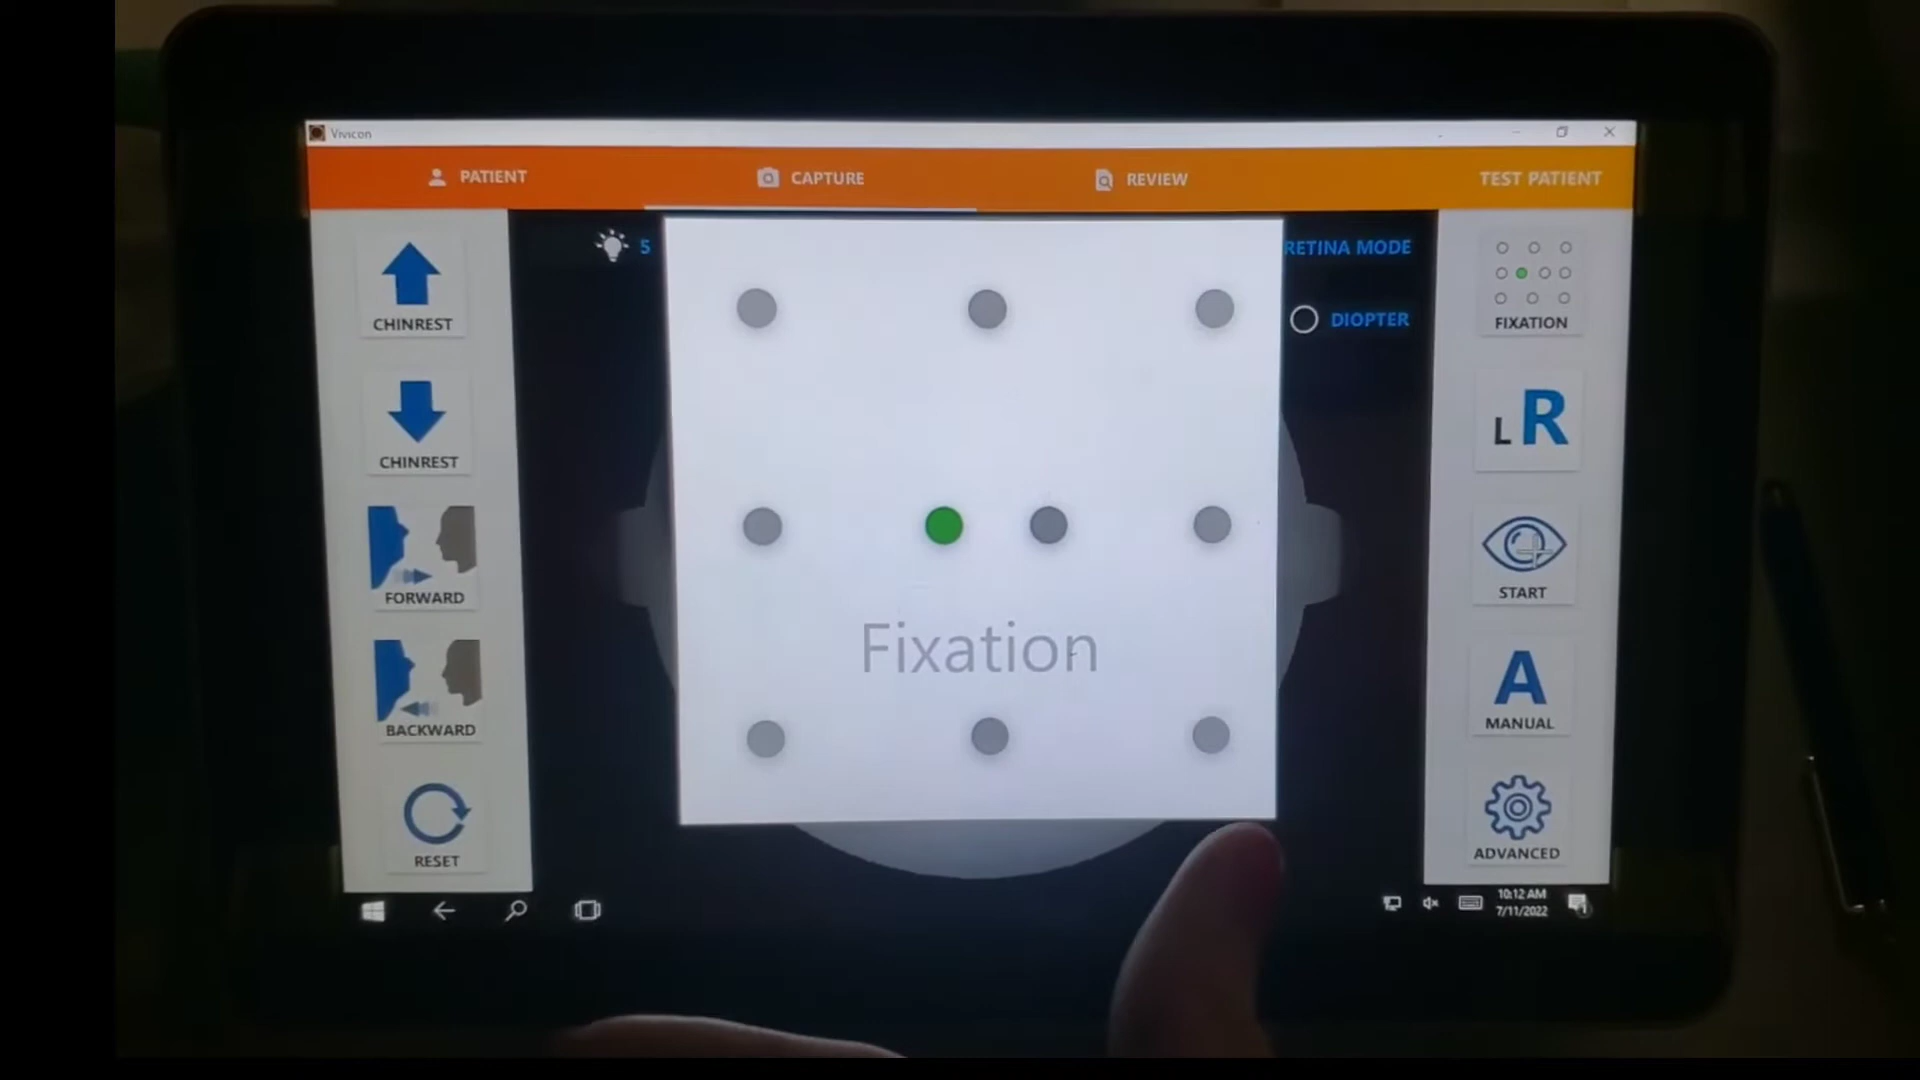 Vivicon
PATIENT
CAPTURE
REVIEW
TEST PATIENT
5
RETINA MODE
DIOPTER
CHINREST
CHINREST
FORWARD
BACKWARD
RESET
Fixation
FIXATION
L R
START
A
MANUAL
ADVANCED
10:12 AM
7/11/2022
1